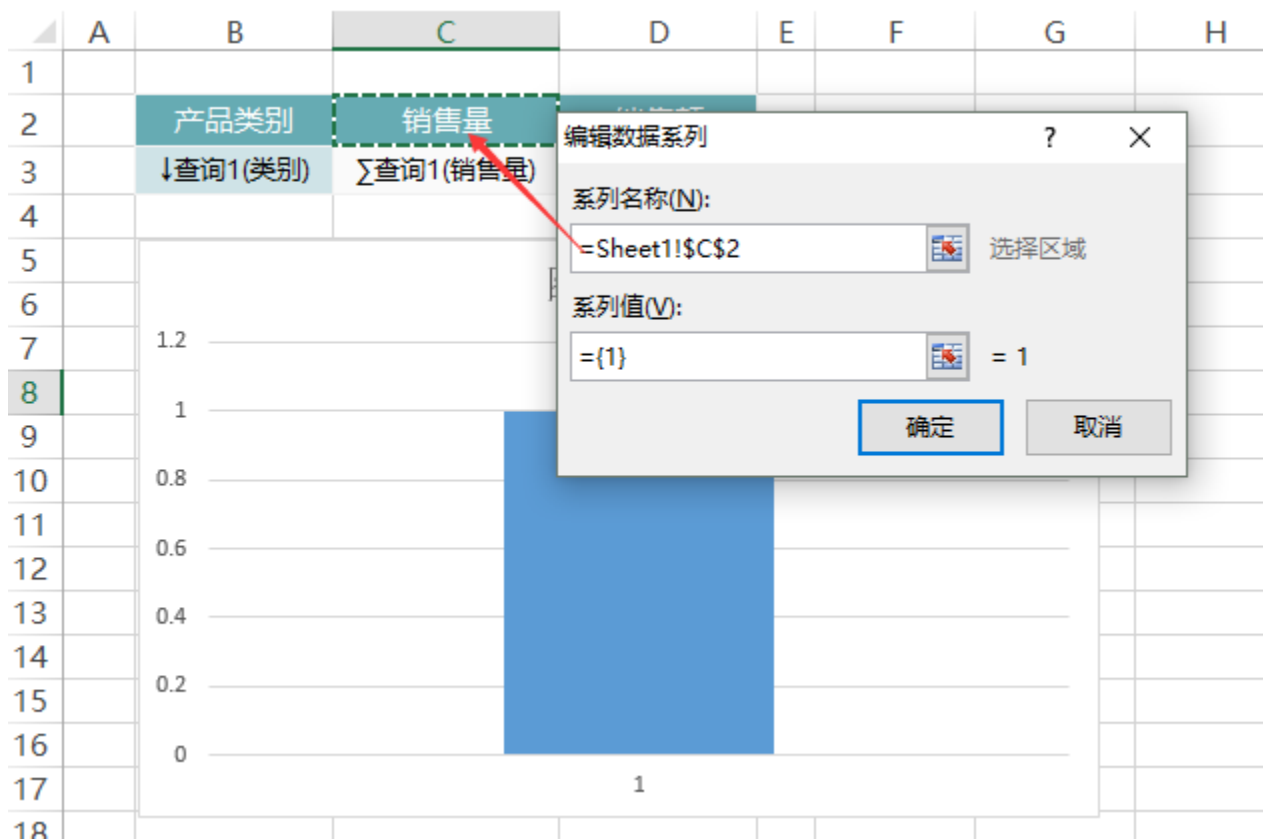 A B C D E F G H
1
2 产品类别 销售量
编辑数据系列 ? ×
3 ↓查询1(类别) ∑查询1(销售量)
系列名称(N):
4
5 =Sheet1!$C$2 选择区域
6 系列值(V):
7 1.2 ={1} = 1
8
9 1 确定 取消
10 0.8
11
12 0.6
13 0.4
14
15 0.2
16 0
17 1
18